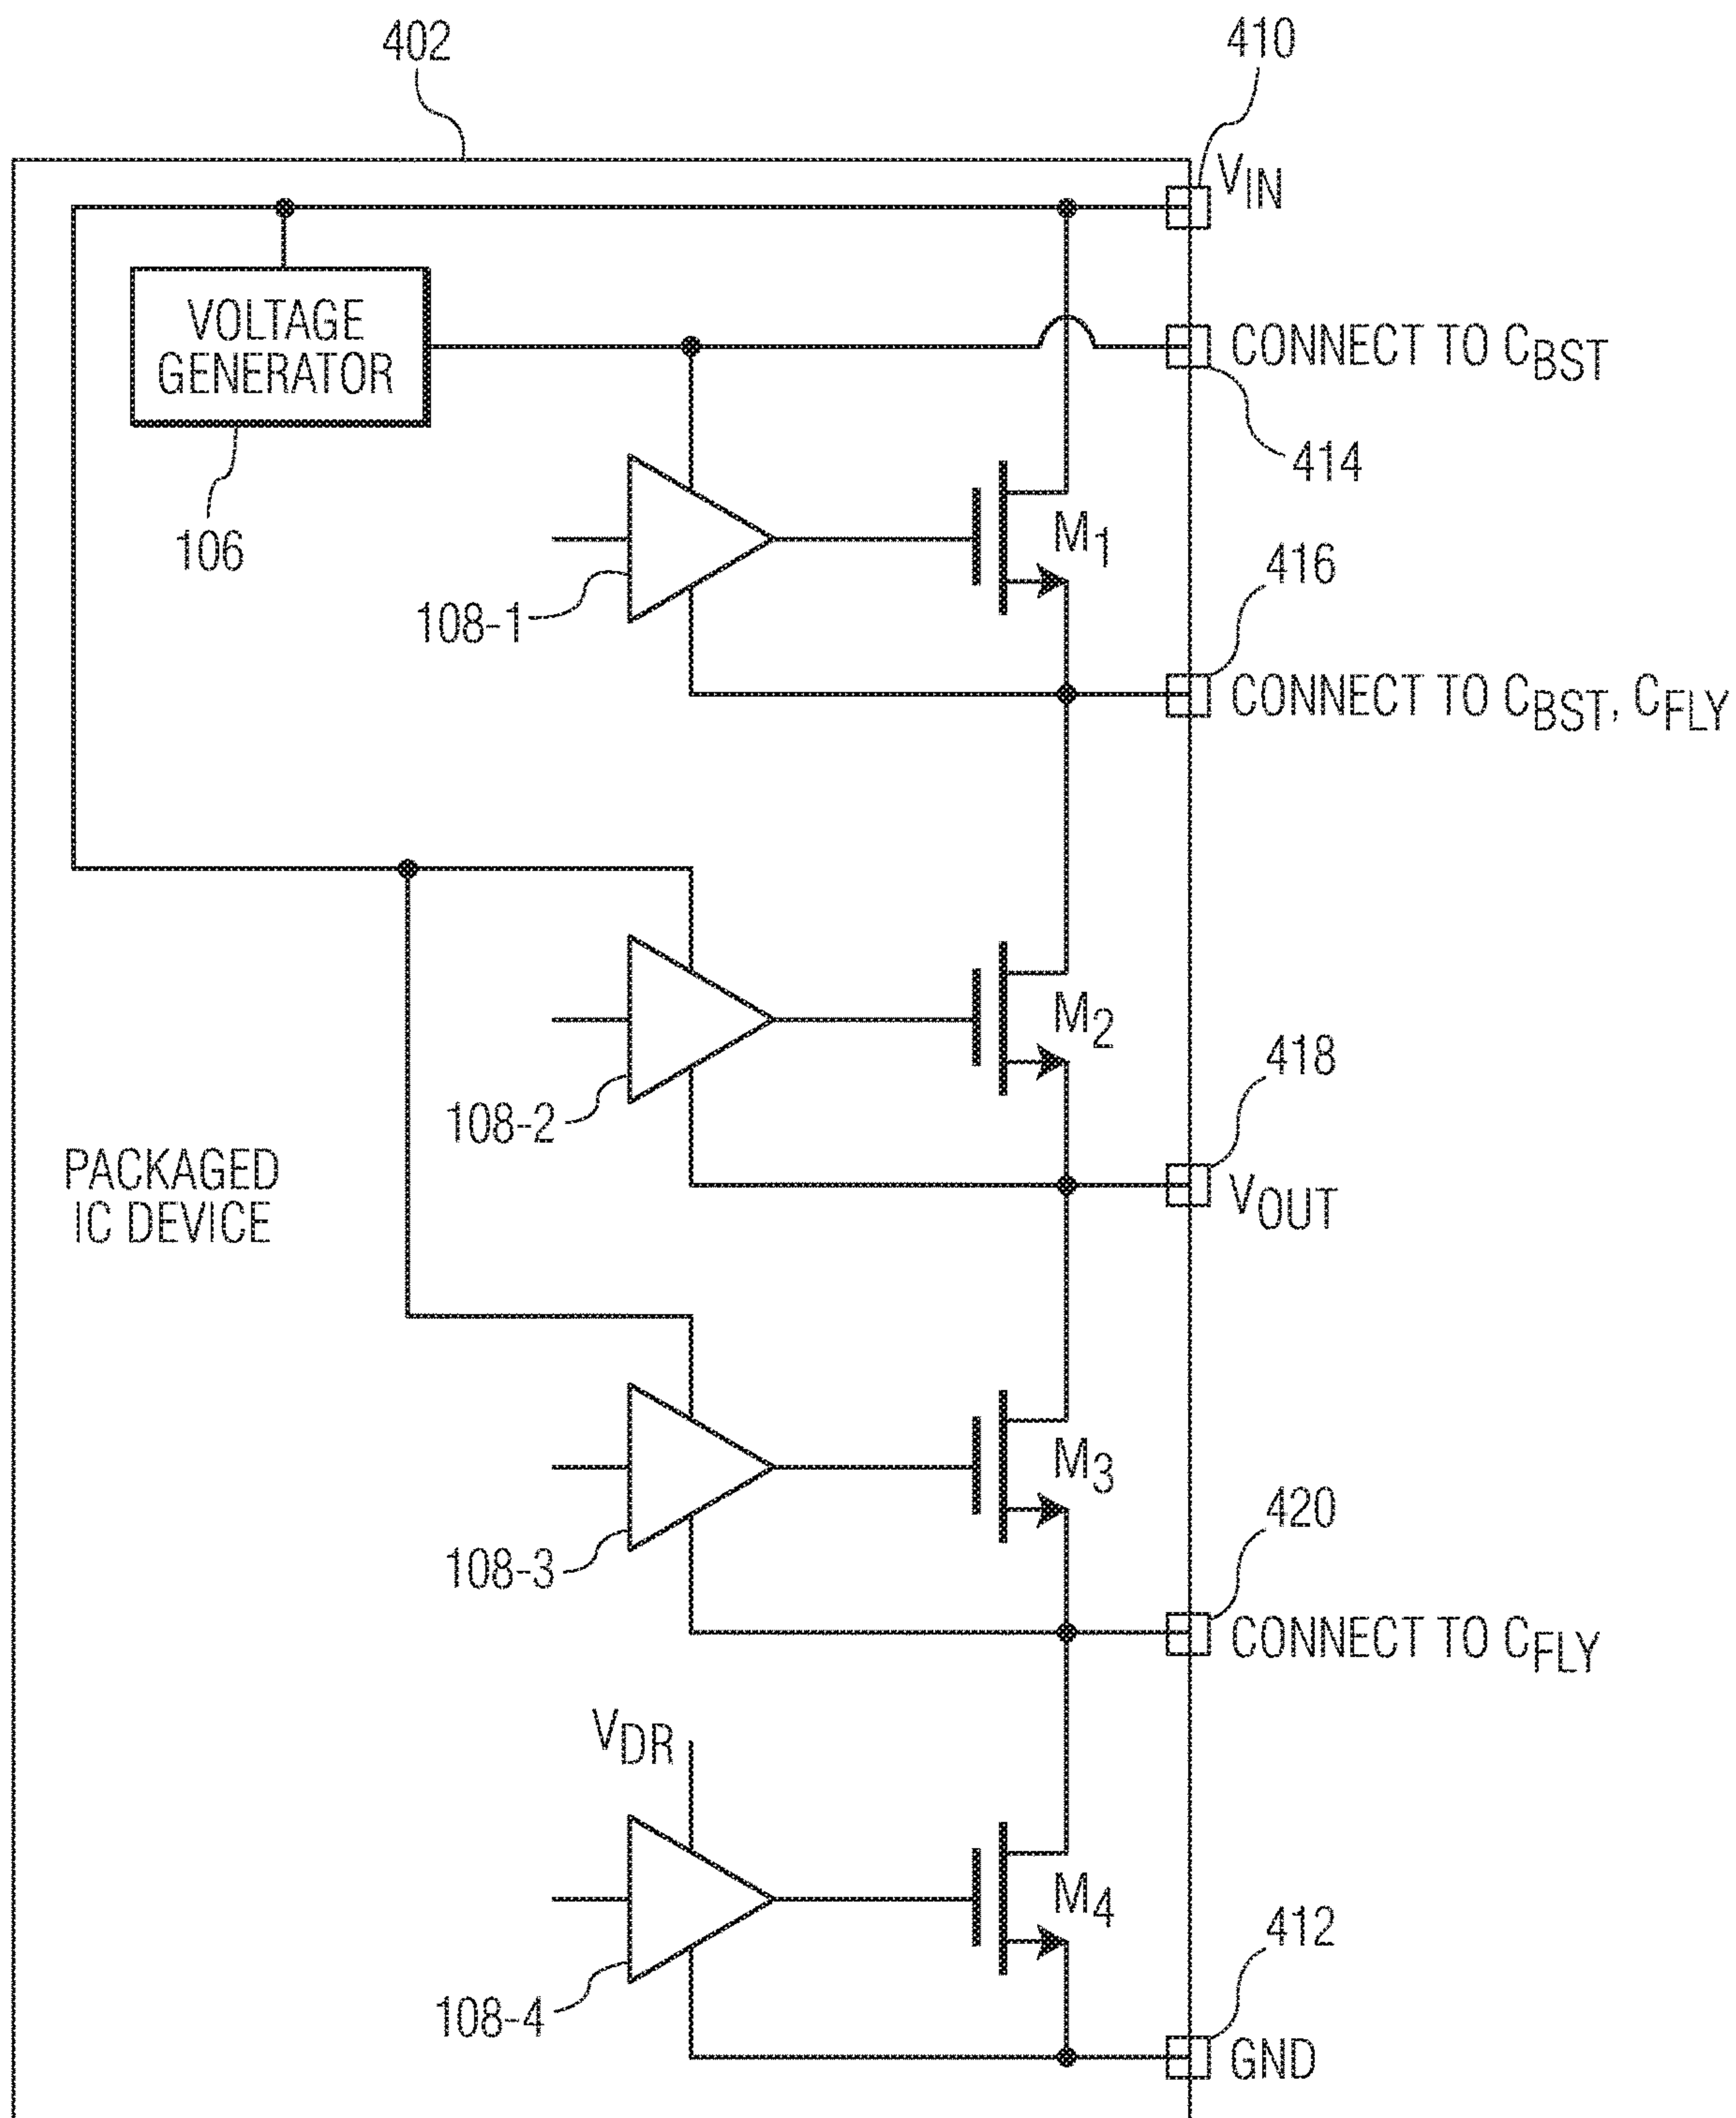 402
410
VIN
VOLTAGE
GENERATOR
CONNECT TO CBST
414
106
M1
416
108-1
CONNECT TO CBST, CFLY
M2
418
108-2
PACKAGED
IC DEVICE
VOUT
M3
420
108-3
CONNECT TO CFLY
VDR
M4
412
108-4
GND